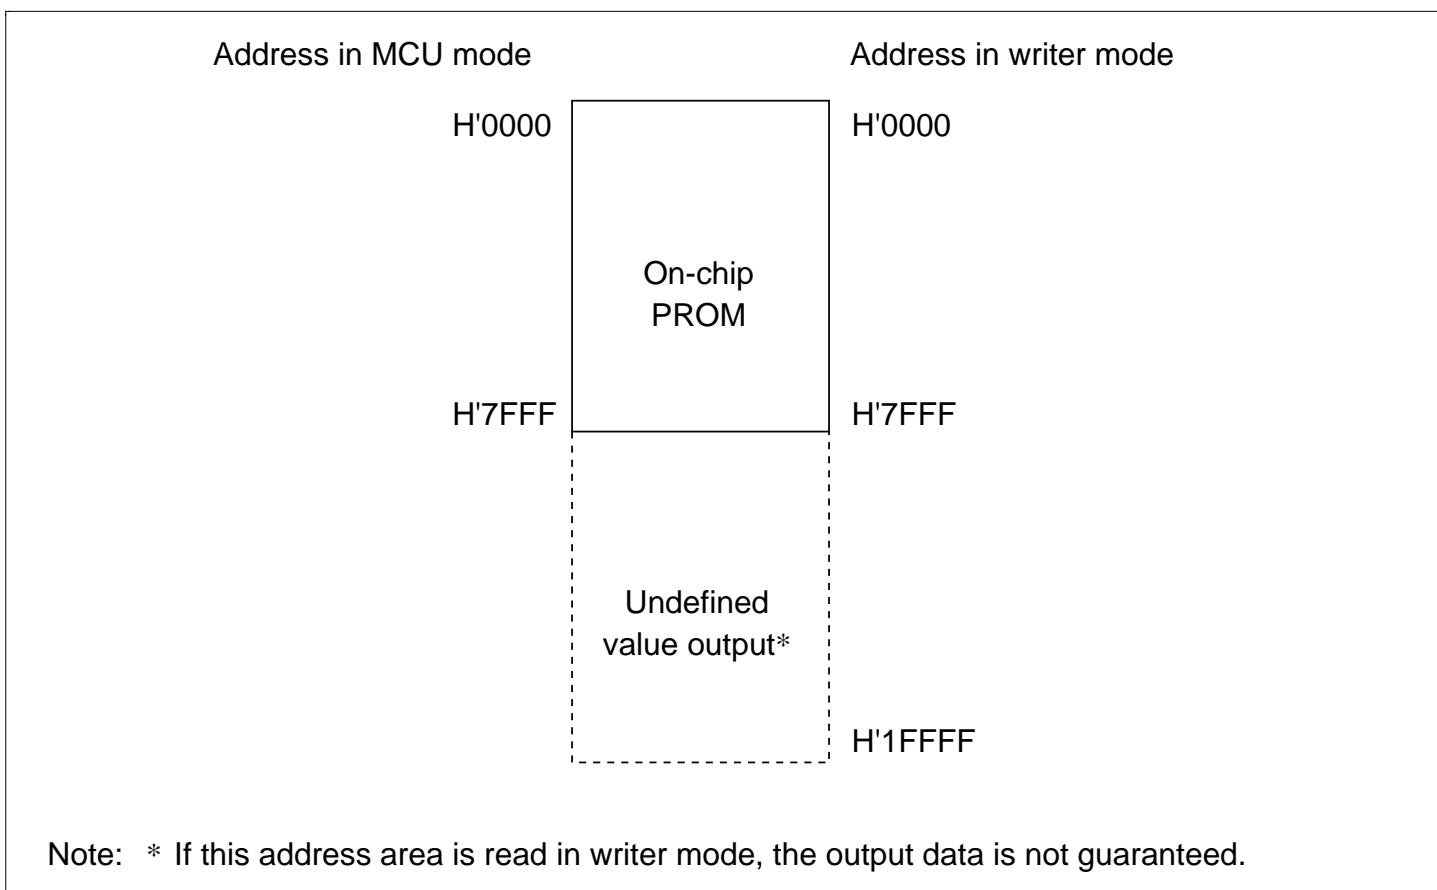 Address in MCU mode Address in writer mode
H'0000 H'0000
On-chip
PROM
H'7FFF H'7FFF
Undefined
value output*
H'1FFFF
Note: * If this address area is read in writer mode, the output data is not guaranteed.